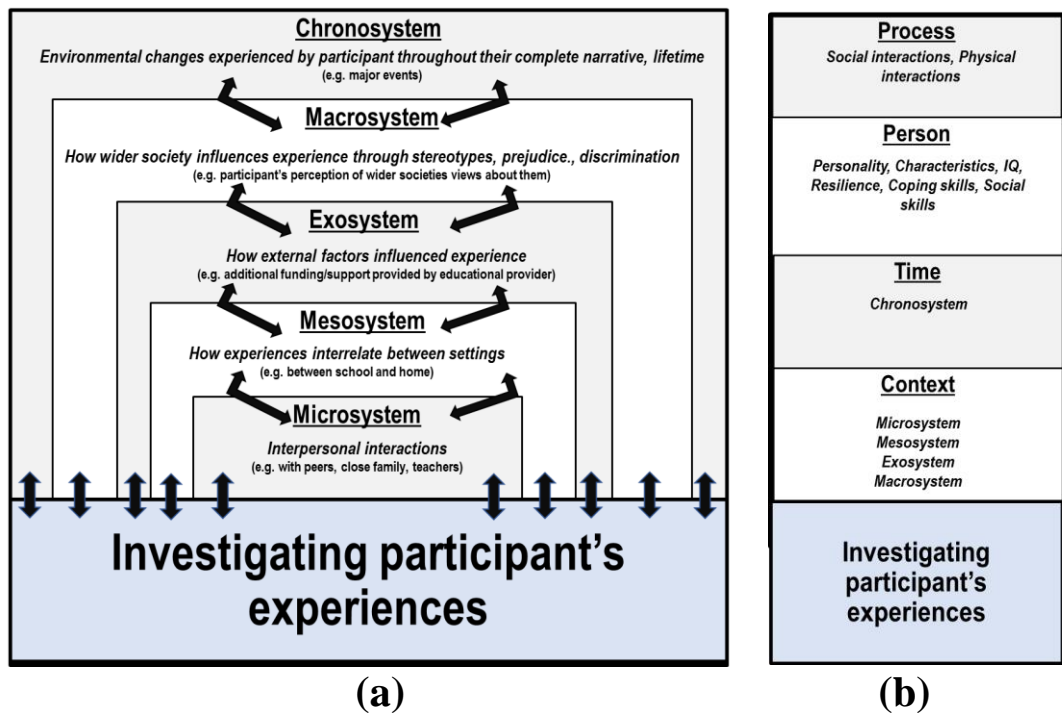 Chronosystem
Environmental changes experienced by participant throughout their complete narrative, lifetime
(e.g. major events)
Macrosystem
How wider society influences experience through stereotypes, prejudice., discrimination
(e.g. participant's perception of wider societies views about them)
Exosystem
How external factors influenced experience
(e.g. additional funding/support provided by educational provider)
Mesosystem
How experiences interrelate between settings
(e.g. between school and home)
Microsystem
Interpersonal interactions
(e.g. with peers, close family, teachers)
Investigating participant's
experiences
(a)
Process
Social interactions, Physical
interactions
Person
Personality, Characteristics, IQ,
Resilience, Coping skills, Social
skills
Time
Chronosystem
Context
Microsystem
Mesosystem
Exosystem
Macrosystem
Investigating
participant's
experiences
(b)